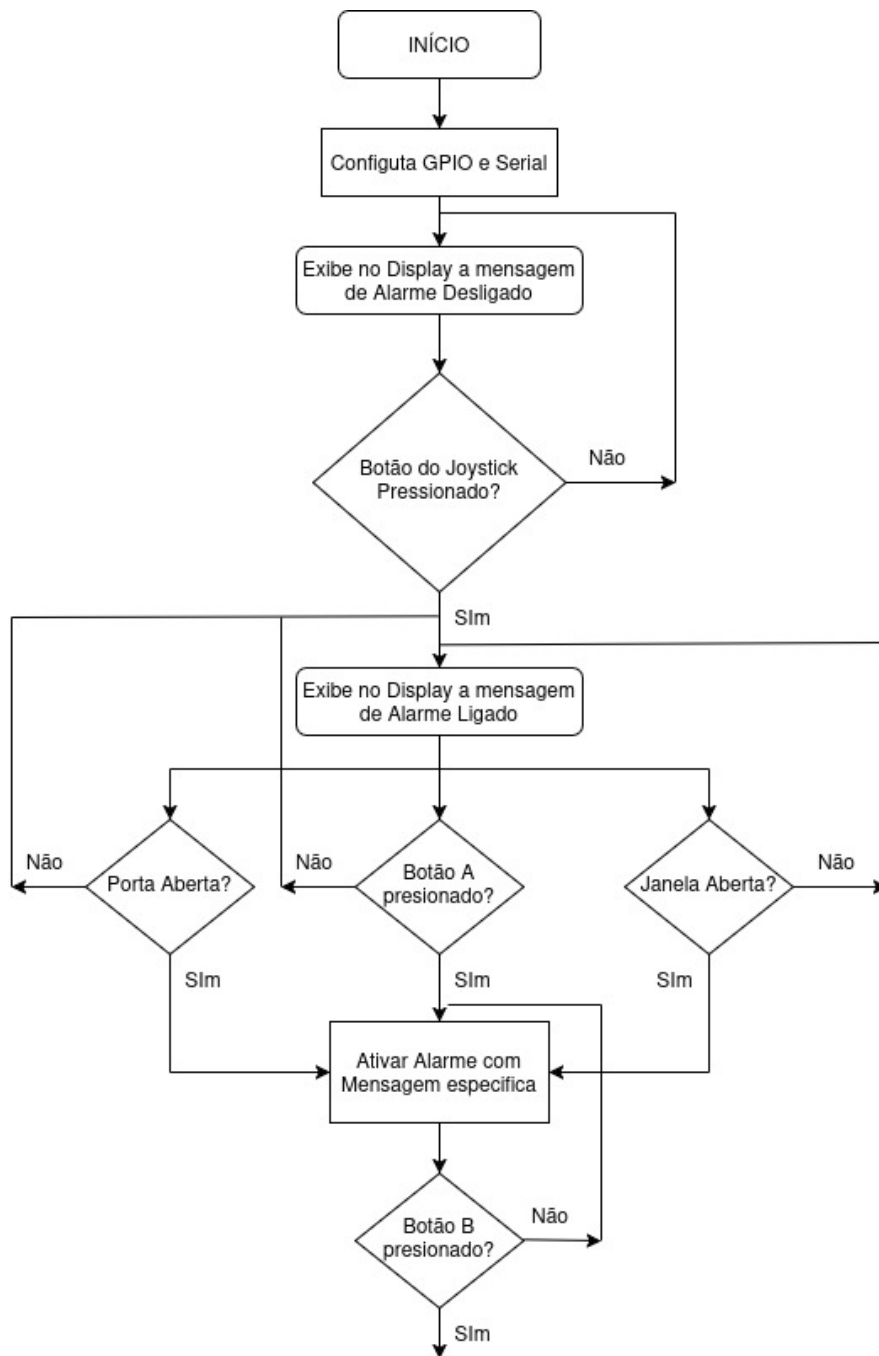 INÍCIO
Configuta GPIO e Serial
Exibe no Display a mensagem
de Alarme Desligado
Botão do Joystick
Pressionado?
Não
SIm
Exibe no Display a mensagem
de Alarme Ligado
Não
Porta Aberta?
Não
Botão A
presionado?
Janela Aberta?
Não
SIm
SIm
SIm
Ativar Alarme com
Mensagem especifica
Botão B
presionado?
Não
SIm